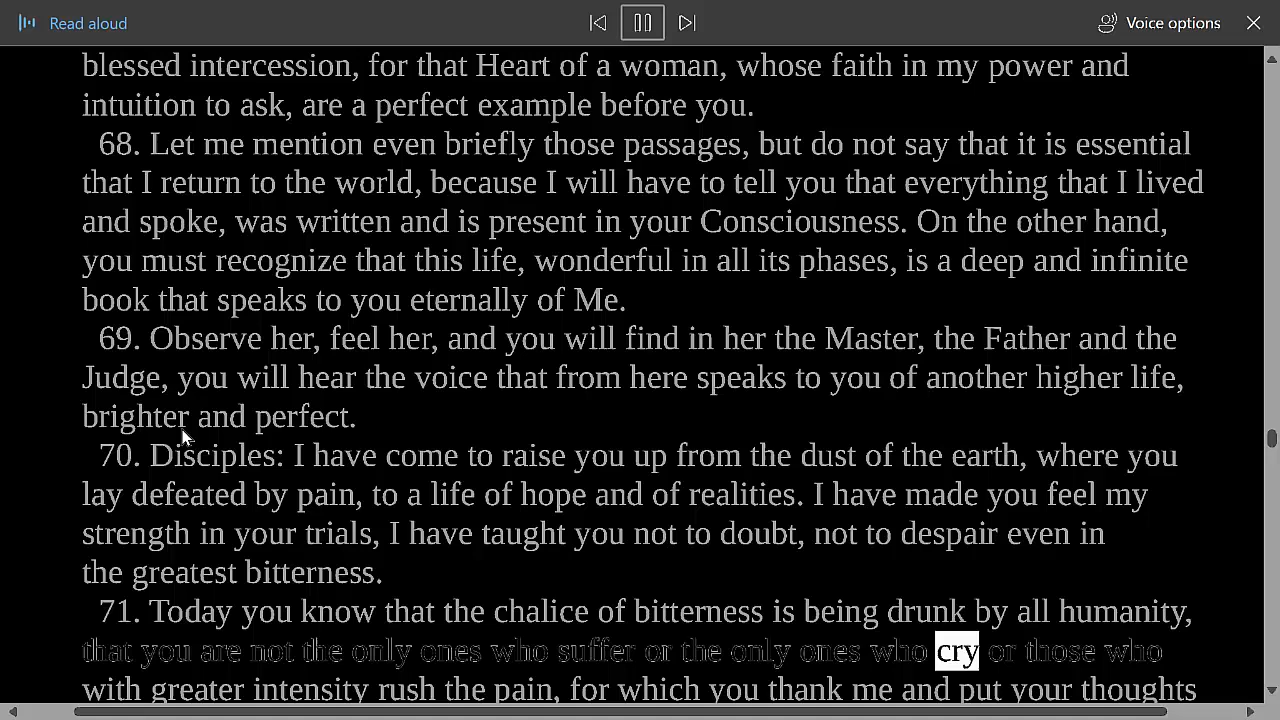 Read aloud
Voice options
blessed intercession, for that Heart of a woman, whose faith in my power and
intuition to ask, are a perfect example before you.
68. Let me mention even briefly those passages, but do not say that it is essential
that I return to the world, because I will have to tell you that everything that I lived
and spoke, was written and is present in your Consciousness. On the other hand,
you must recognize that this life, wonderful in all its phases, is a deep and infinite
book that speaks to you eternally of Me.
69. Observe her, feel her, and you will find in her the Master, the Father and the
Judge, you will hear the voice that from here speaks to you of another higher life,
brighter and perfect.
70. Disciples: I have come to raise you up from the dust of the earth, where you
lay defeated by pain, to a life of hope and of realities. I have made you feel my
strength in your trials, I have taught you not to doubt, not to despair even in
the greatest bitterness.
71. Today you know that the chalice of bitterness is being drunk by all humanity,
that you are not the only ones who suffer or the only ones who cry or those who
with greater intensity rush the pain, for which you thank me and put your thoughts